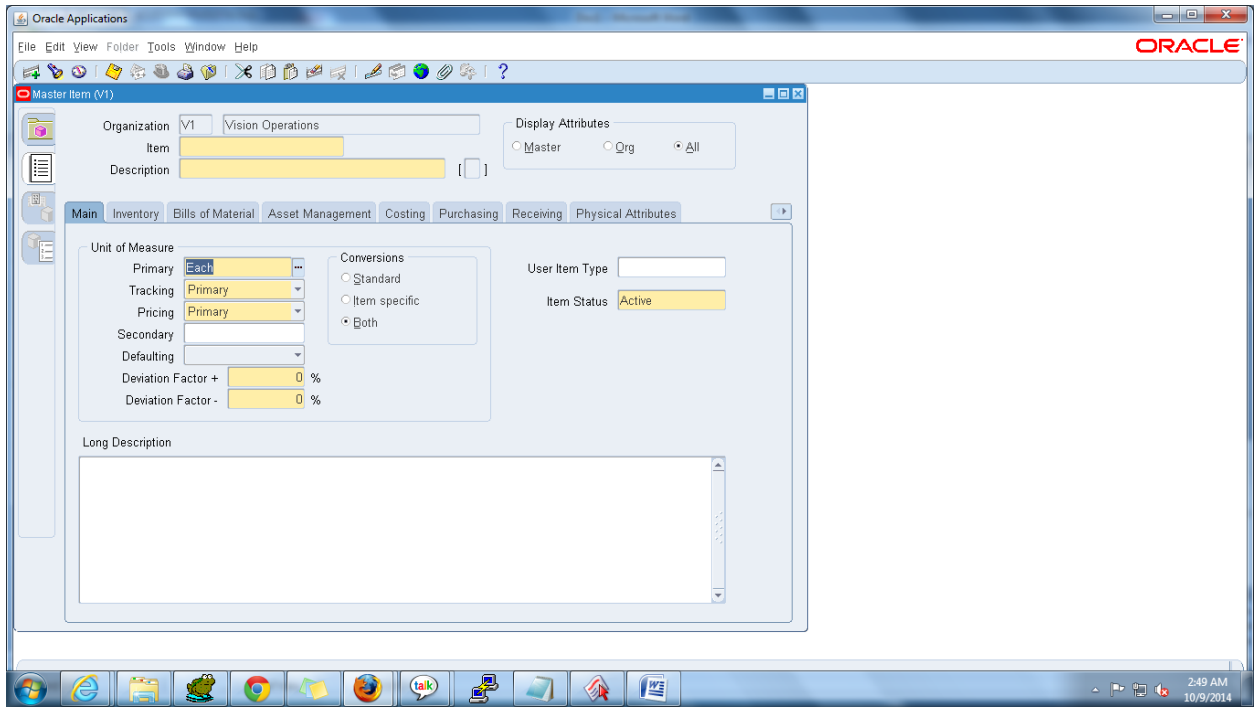 Oracle Applications
File Edit View Folder Tools Window Help
ORACLE
?
Master Item (V1)
Organization V1 Vision Operations
Item
Description [ ]
Display Attributes
Master Org All
Main Inventory Bills of Material Asset Management Costing Purchasing Receiving Physical Attributes
Unit of Measure
Primary Each
Tracking Primary
Pricing Primary
Secondary
Defaulting
Deviation Factor + 0 %
Deviation Factor - 0 %
Conversions
Standard
Item specific
Both
User Item Type
Item Status Active
Long Description
talk
2:49 AM
10/9/2014